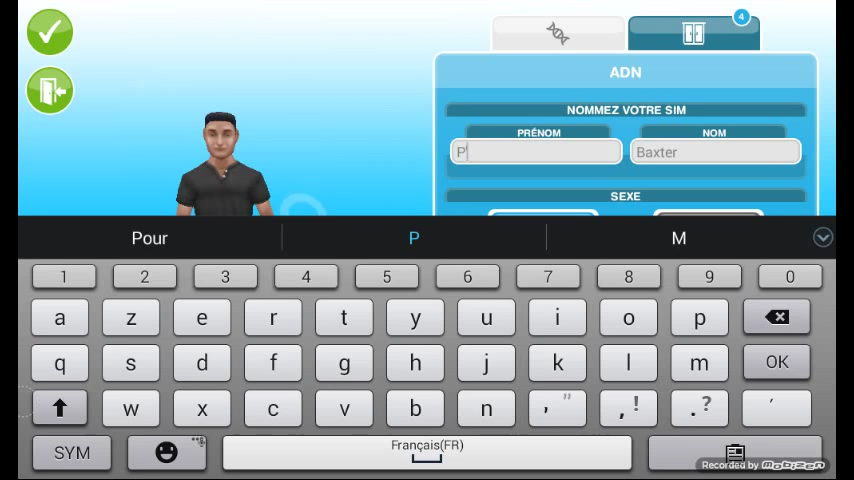 4
ADN
NOMMEZ VOTRE SIM
PRÉNOM NOM
P Baxter
SEXE
Pour P M
1 2 3 4 5 6 7 8 9 0
a z e r t y u i o p
q s d f g h j k l m OK
w x c v b n , " , ! . ? ´
SYM Français(FR)
Recorded by mobizen